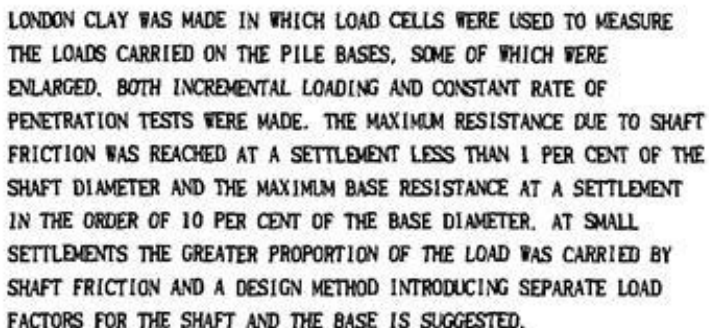 LONDON CLAY WAS MADE IN WHICH LOAD CELLS WERE USED TO MEASURE
THE LOADS CARRIED ON THE PILE BASES, SOME OF WHICH WERE
ENLARGED. BOTH INCREMENTAL LOADING AND CONSTANT RATE OF
PENETRATION TESTS WERE MADE. THE MAXIMUM RESISTANCE DUE TO SHAFT
FRICTION WAS REACHED AT A SETTLEMENT LESS THAN 1 PER CENT OF THE
SHAFT DIAMETER AND THE MAXIMUM BASE RESISTANCE AT A SETTLEMENT
IN THE ORDER OF 10 PER CENT OF THE BASE DIAMETER. AT SMALL
SETTLEMENTS THE GREATER PROPORTION OF THE LOAD WAS CARRIED BY
SHAFT FRICTION AND A DESIGN METHOD INTRODUCING SEPARATE LOAD
FACTORS FOR THE SHAFT AND THE BASE IS SUGGESTED.